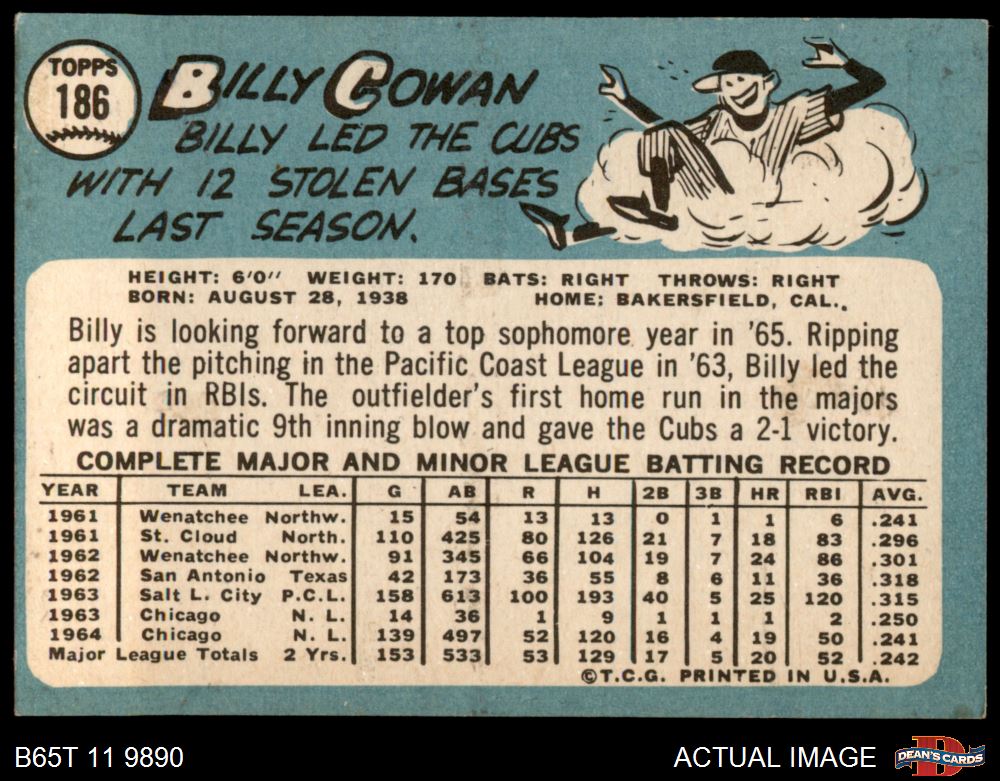 TOPPS
186
BILLY COWAN
BILLY LED THE CUBS
WITH 12 STOLEN BASES
LAST SEASON.
HEIGHT: 6'0" WEIGHT: 170 BATS: RIGHT THROWS: RIGHT
BORN: AUGUST 28, 1938 HOME: BAKERSFIELD, CAL.
Billy is looking forward to a top sophomore year in '65. Ripping
apart the pitching in the Pacific Coast League in '63, Billy led the
circuit in RBIs. The outfielder's first home run in the majors
was a dramatic 9th inning blow and gave the Cubs a 2-1 victory.
COMPLETE MAJOR AND MINOR LEAGUE BATTING RECORD
YEAR TEAM LEA. G AB R H 2B 3B HR RBI AVG.
1961 Wenatchee Northw. 15 54 13 13 0 1 1 6 .241
1961 St. Cloud North. 110 425 80 126 21 7 18 83 .296
1962 Wenatchee Northw. 91 345 66 104 19 7 24 86 .301
1962 San Antonio Texas 42 173 36 55 8 6 11 36 .318
1963 Salt L. City P.C.L. 158 613 100 193 40 5 25 120 .315
1963 Chicago N. L. 14 36 1 9 1 1 1 2 .250
1964 Chicago N. L. 139 497 52 120 16 4 19 50 .241
Major League Totals 2 Yrs. 153 533 53 129 17 5 20 52 .242
©T.C.G. PRINTED IN U.S.A.
B65T 11 9890 ACTUAL IMAGE DEAN'S CARDS